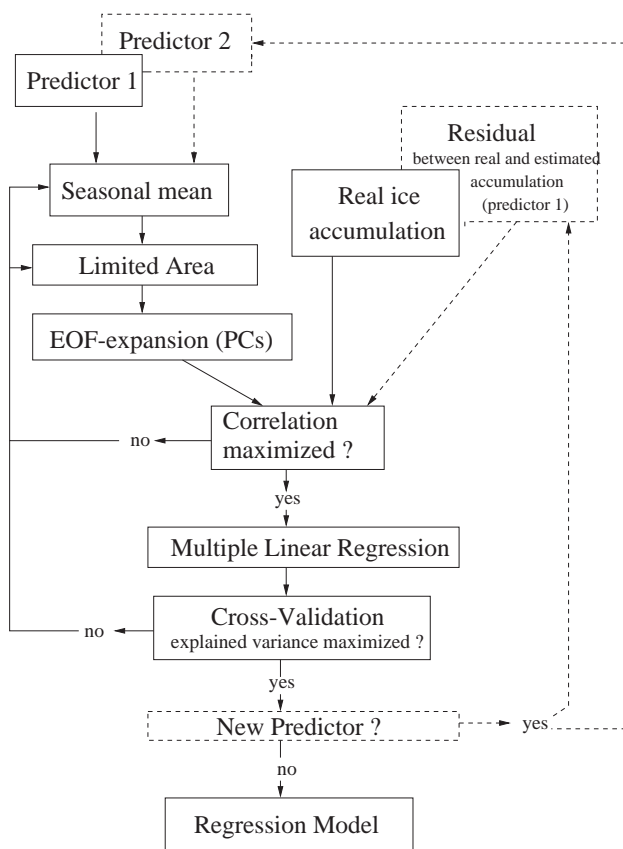 Predictor 2
Predictor 1
Residual
between real and estimated
accumulation
(predictor 1)
Seasonal mean
Real ice
accumulation
Limited Area
EOF-expansion (PCs)
Correlation
maximized ?
no
yes
Multiple Linear Regression
Cross-Validation
explained variance maximized ?
no
yes
New Predictor ?
yes
no
Regression Model